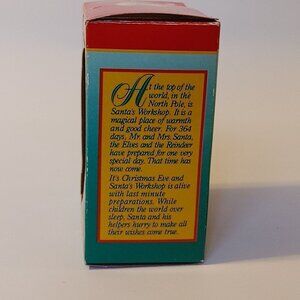 At the top of the
world, in the
North Pole, is
Santa's Workshop. It is a
magical place of warmth
and good cheer. For 364
days, Mr. and Mrs. Santa,
the Elves and the Reindeer
have prepared for one very
special day. That time has
now come.
It's Christmas Eve and
Santa's Workshop is alive
with last minute
preparations. While
children the world over
sleep, Santa and his
helpers hurry to make all
their wishes come true.